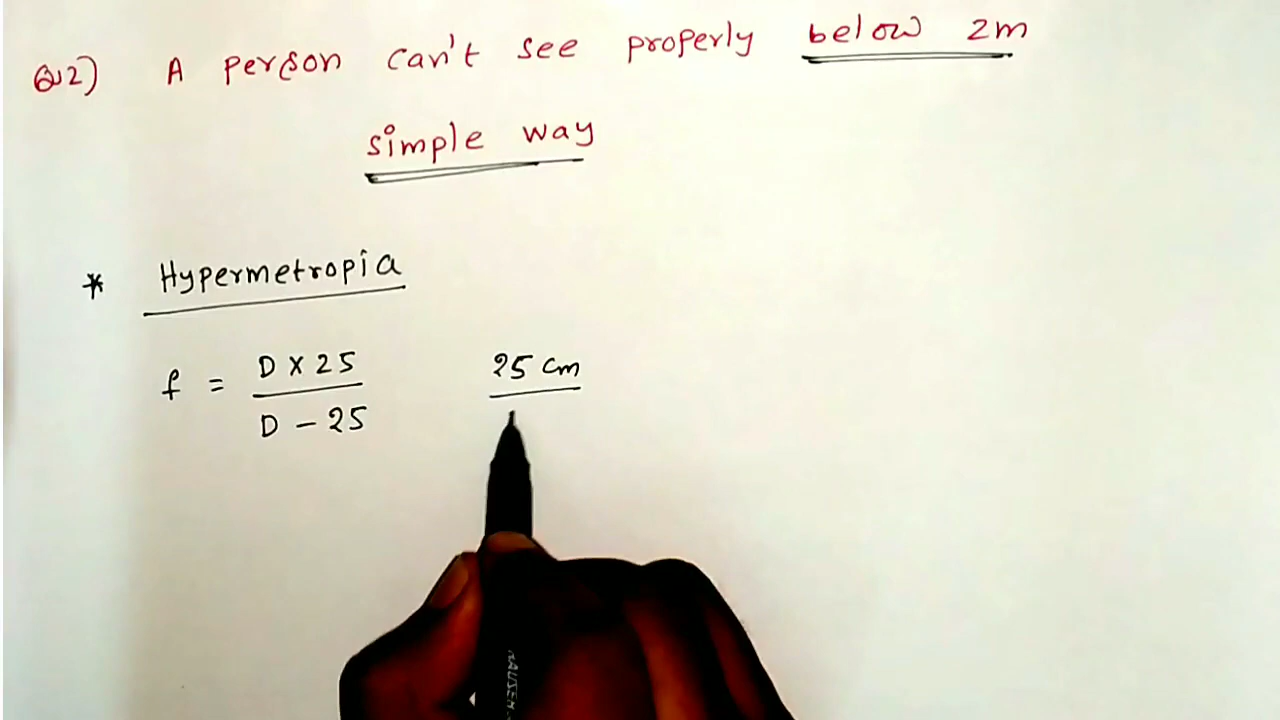 Q2) A person can't see properly below 2m
simple way
* Hypermetropia
f = D X 25 / D - 25
25 cm